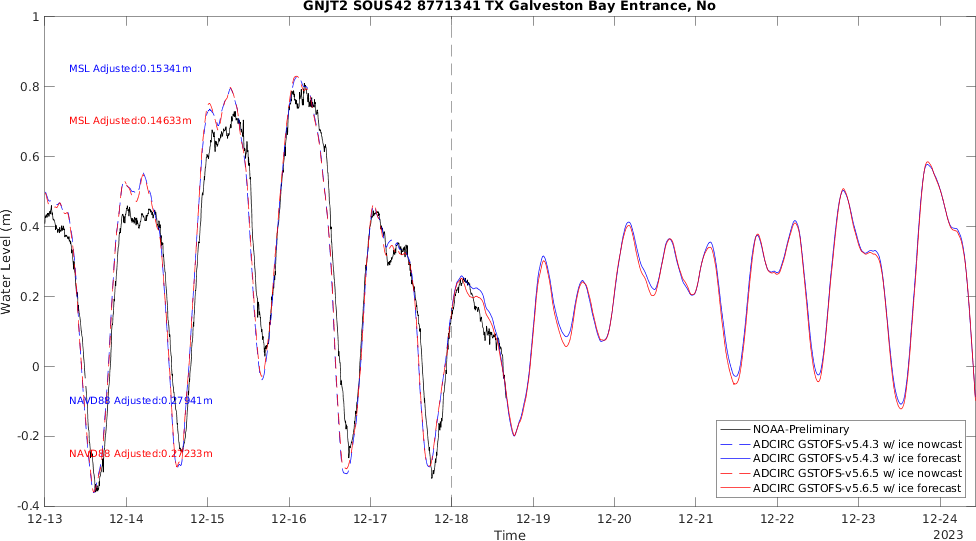 GNJT2 SOUS42 8771341 TX Galveston Bay Entrance, No
1
0.8
0.6
0.4
0.2
0
-0.2
-0.4
Water Level (m)
MSL Adjusted:0.15341m
MSL Adjusted:0.14633m
NAVD88 Adjusted:0.27941m
NAVD88 Adjusted:0.27233m
NOAA-Preliminary
ADCIRC GSTOFS-v5.4.3 w/ ice nowcast
ADCIRC GSTOFS-v5.4.3 w/ ice forecast
ADCIRC GSTOFS-v5.6.5 w/ ice nowcast
ADCIRC GSTOFS-v5.6.5 w/ ice forecast
12-13 12-14 12-15 12-16 12-17 12-18 12-19 12-20 12-21 12-22 12-23 12-24
Time
2023